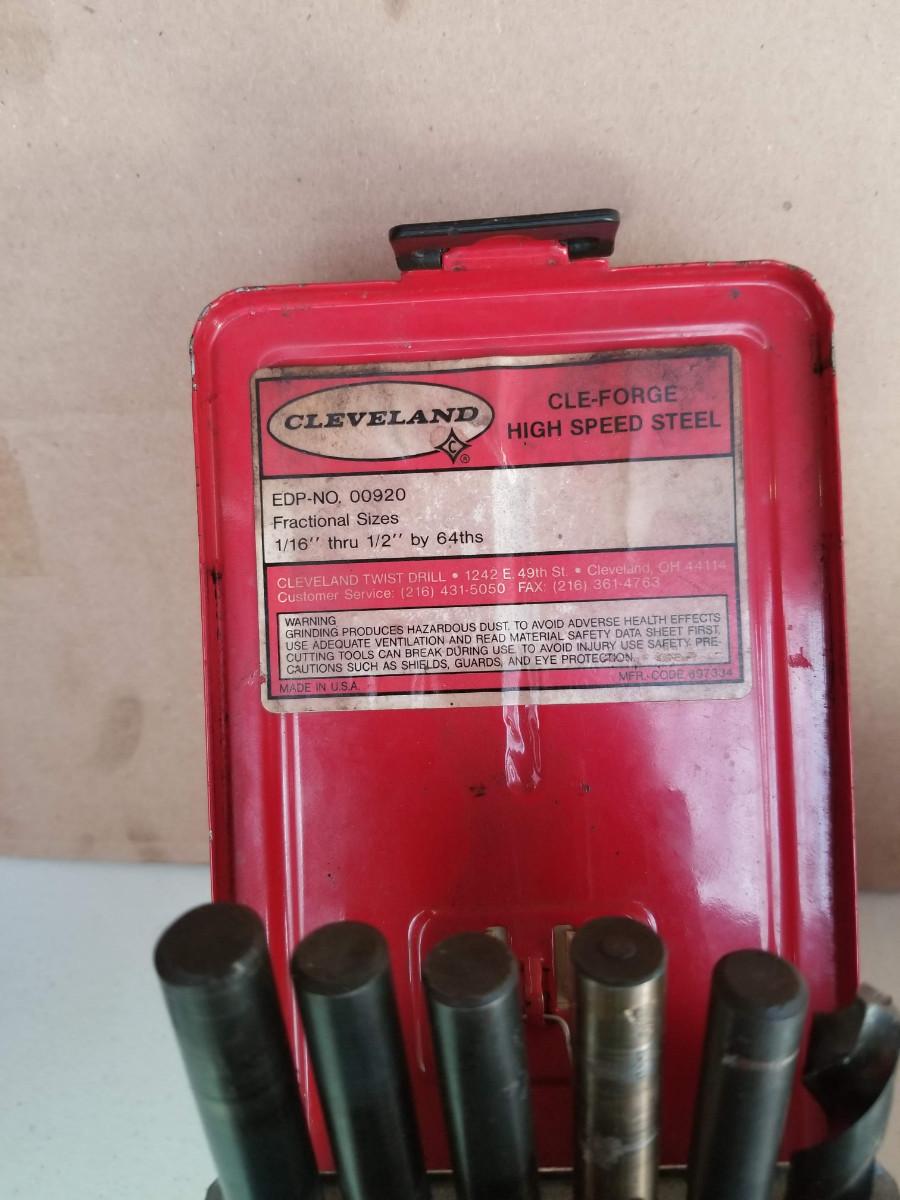 CLEVELAND
C
®
CLE-FORGE
HIGH SPEED STEEL
EDP-NO. 00920
Fractional Sizes
1/16'' thru 1/2'' by 64ths
CLEVELAND TWIST DRILL • 1242 E. 49th St. • Cleveland, OH 44114
Customer Service: (216) 431-5050 FAX: (216) 361-4763
WARNING
GRINDING PRODUCES HAZARDOUS DUST. TO AVOID ADVERSE HEALTH EFFECTS
USE ADEQUATE VENTILATION AND READ MATERIAL SAFETY DATA SHEET FIRST.
CUTTING TOOLS CAN BREAK DURING USE. TO AVOID INJURY USE SAFETY PRE-
CAUTIONS SUCH AS SHIELDS, GUARDS, AND EYE PROTECTION.
MADE IN U.S.A. MFR. CODE 697334